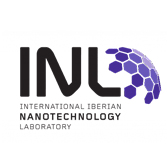 INL
INTERNATIONAL IBERIAN
NANOTECHNOLOGY
LABORATORY